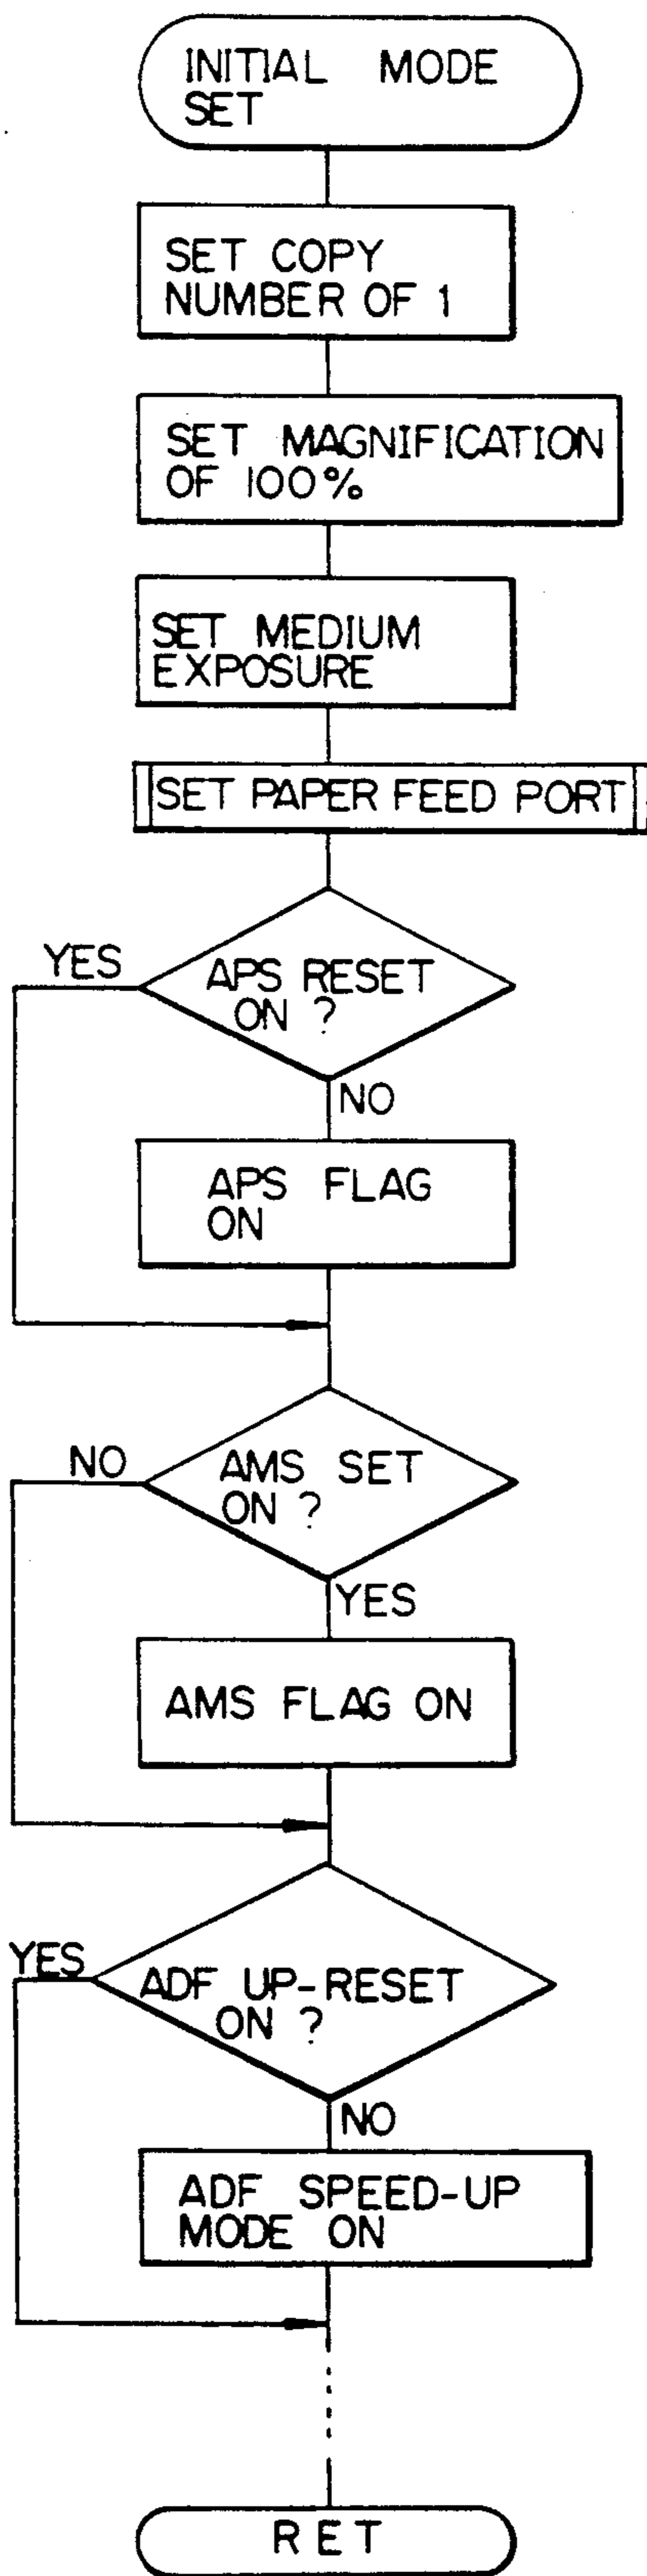 INITIAL MODE
SET
SET COPY
NUMBER OF 1
SET MAGNIFICATION
OF 100%
SET MEDIUM
EXPOSURE
SET PAPER FEED PORT
YES
APS RESET
ON ?
NO
APS FLAG
ON
NO
AMS SET
ON ?
YES
AMS FLAG ON
YES
ADF UP-RESET
ON ?
NO
ADF SPEED-UP
MODE ON
RET